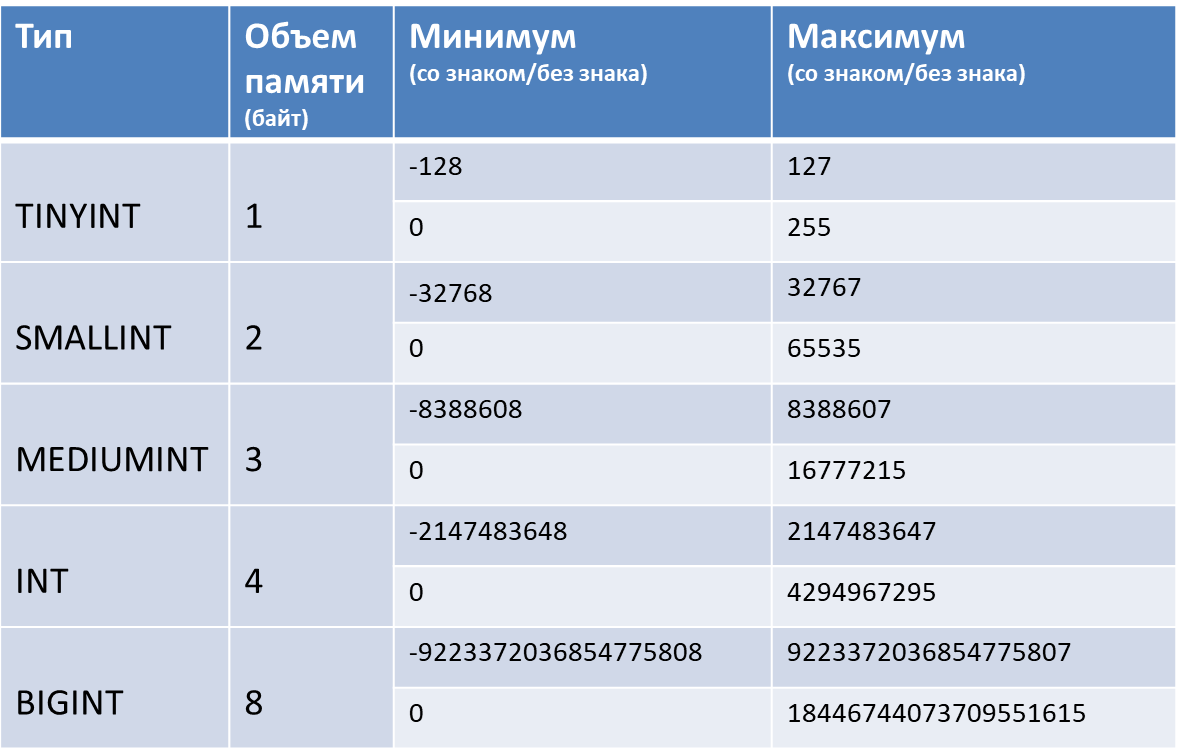 Тип Объем Минимум Максимум
памяти (со знаком/без знака) (со знаком/без знака)
(байт)
-128 127
TINYINT 1
0 255
-32768 32767
SMALLINT 2
0 65535
-8388608 8388607
MEDIUMINT 3
0 16777215
-2147483648 2147483647
INT 4
0 4294967295
-9223372036854775808 9223372036854775807
BIGINT 8
0 18446744073709551615